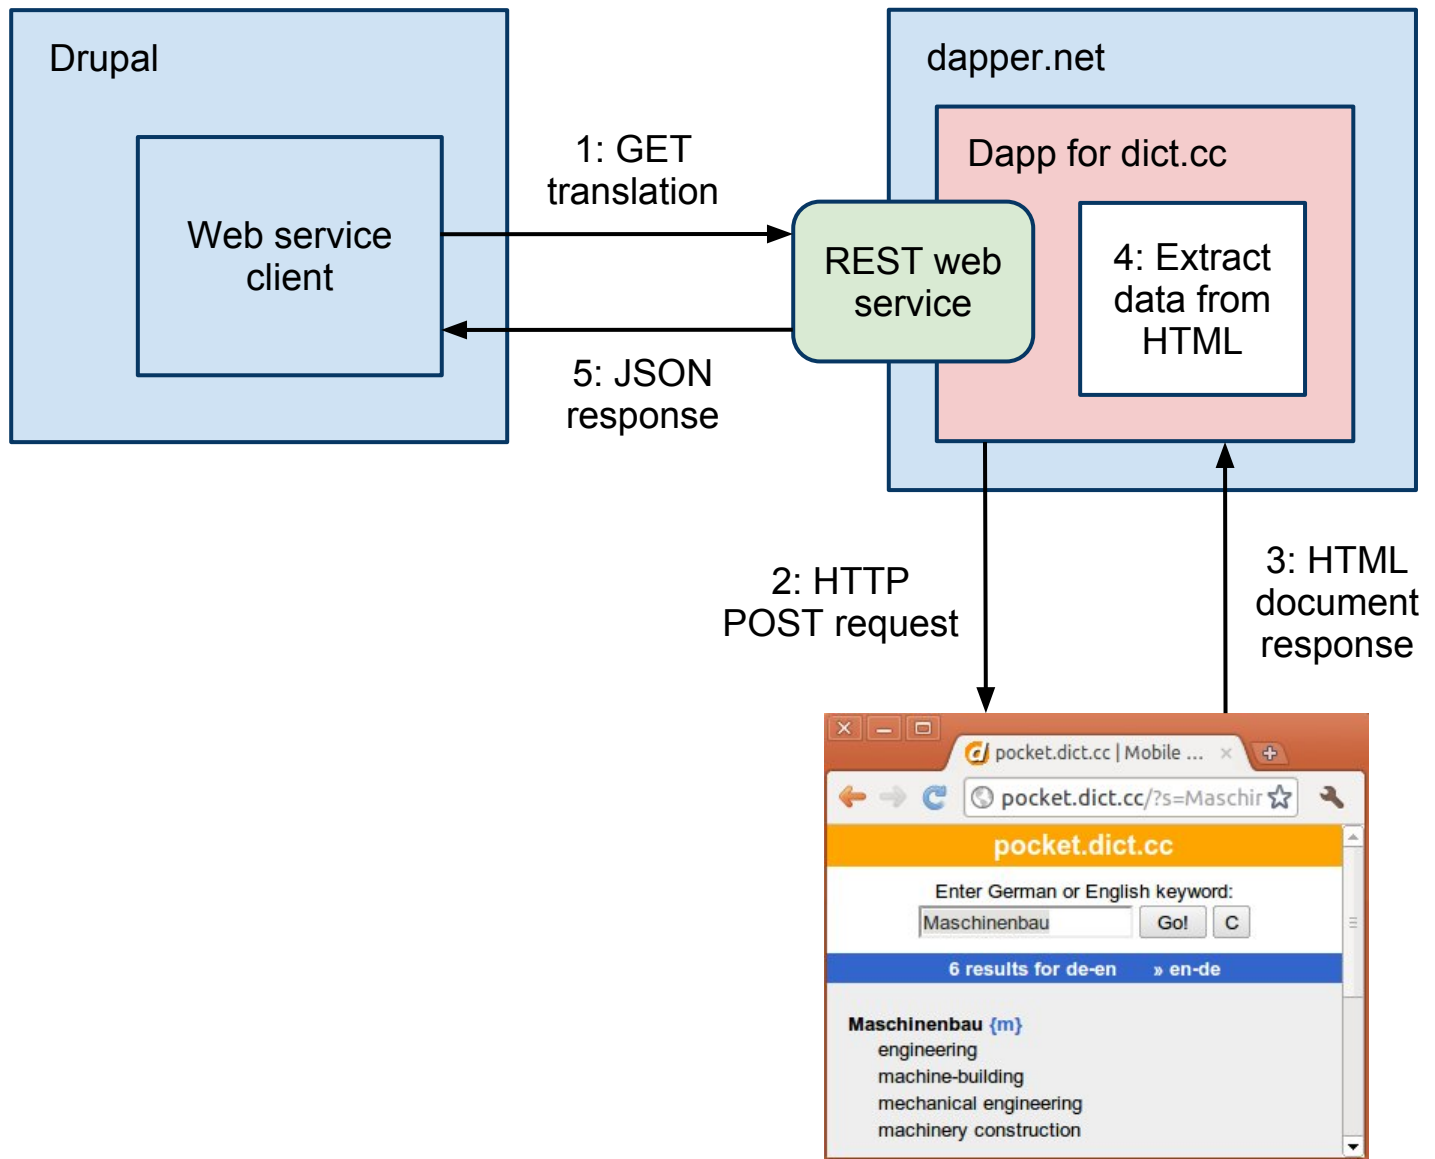 Drupal
Web service
client
1: GET
translation
5: JSON
response
dapper.net
Dapp for dict.cc
REST web
service
4: Extract
data from
HTML
2: HTTP
POST request
3: HTML
document
response
pocket.dict.cc | Mobile ...
pocket.dict.cc/?s=Maschir
pocket.dict.cc
Enter German or English keyword:
Maschinenbau Go! C
6 results for de-en » en-de
Maschinenbau {m}
engineering
machine-building
mechanical engineering
machinery construction